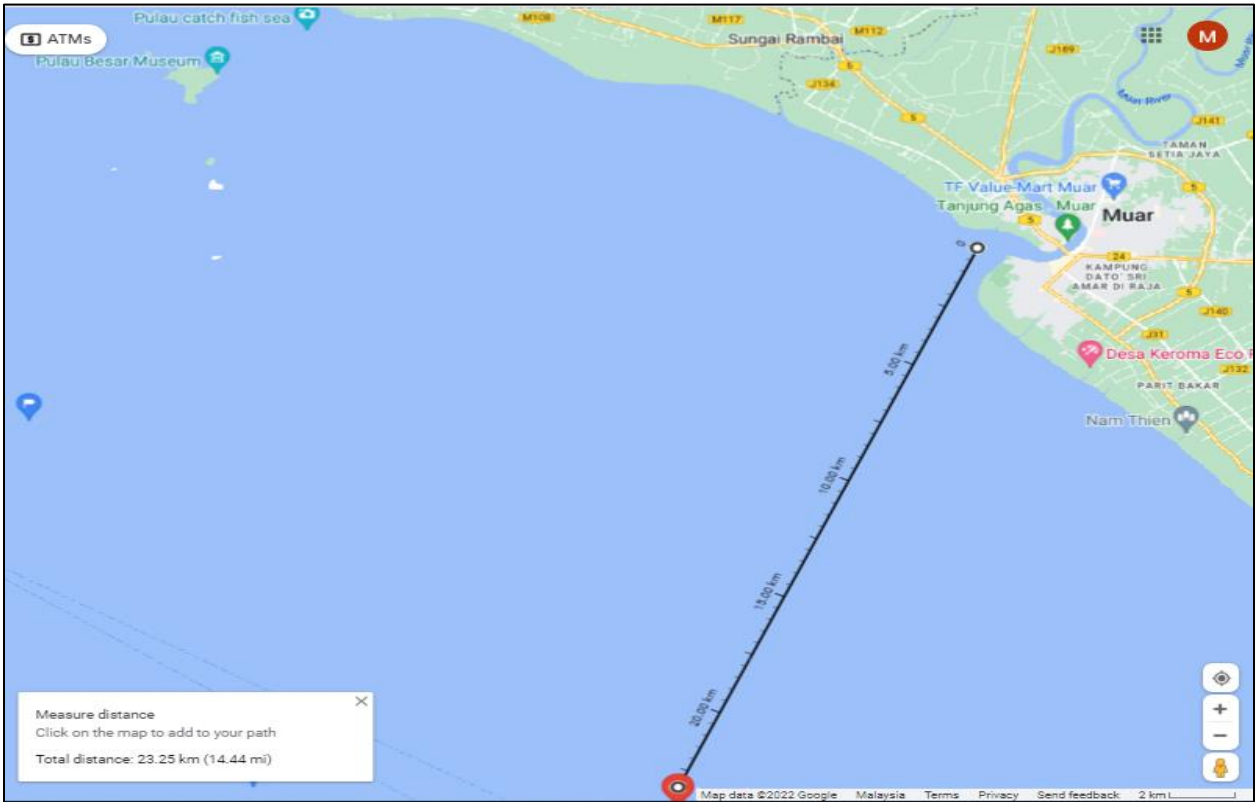 Pulau catch fish sea
ATMs
Pulau Besar Museum
M108
M117
M112
Sungai Rambai
J169
5
J134
M
Muar River
5
J141
TAMAN
SETIA JAYA
TF Value-Mart Muar
5
Tanjung Agas Muar
5
Muar
0
24
KAMPUNG
DATO' SRI
AMAR DI RAJA
5
J140
J31
Desa Keroma Eco
J132
5.00 km
PARIT BAKAR
Nam Thien
10.00 km
15.00 km
20.00 km
Measure distance
Click on the map to add to your path
Total distance: 23.25 km (14.44 mi)
Map data ©2022 Google Malaysia Terms Privacy Send feedback 2 km